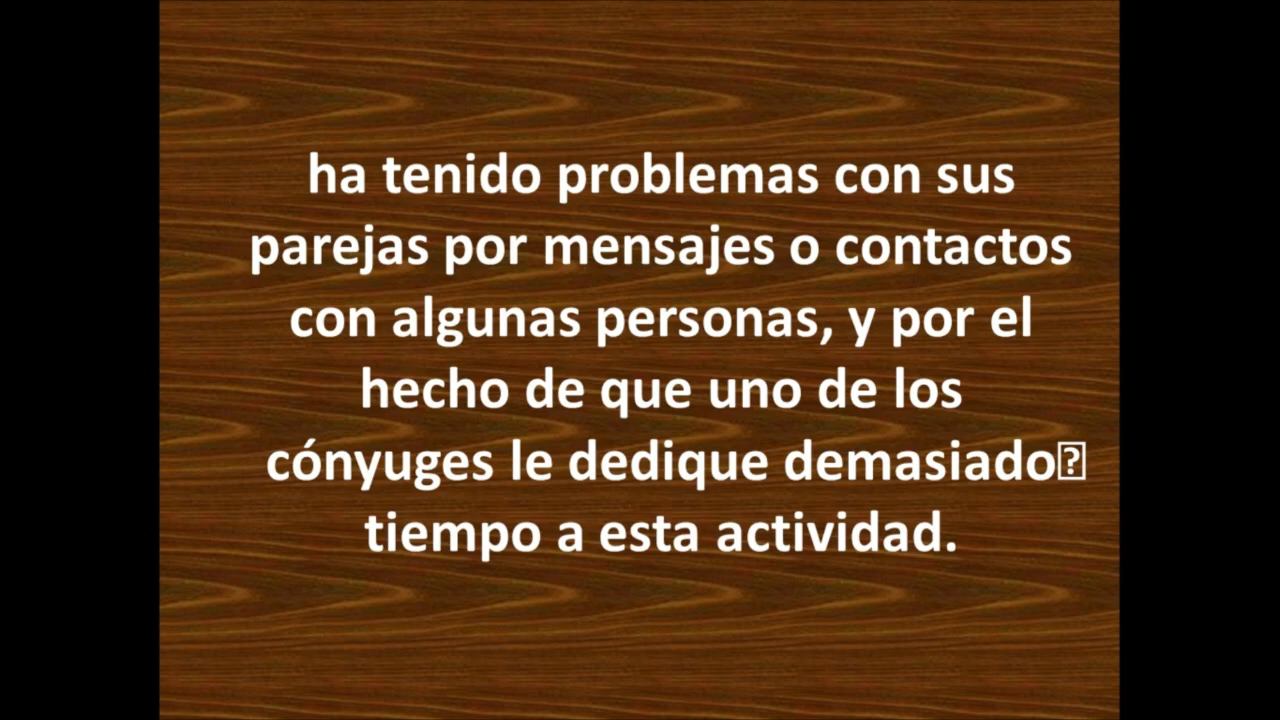 ha tenido problemas con sus
parejas por mensajes o contactos
con algunas personas, y por el
hecho de que uno de los
cónyuges le dedique demasiado
tiempo a esta actividad.